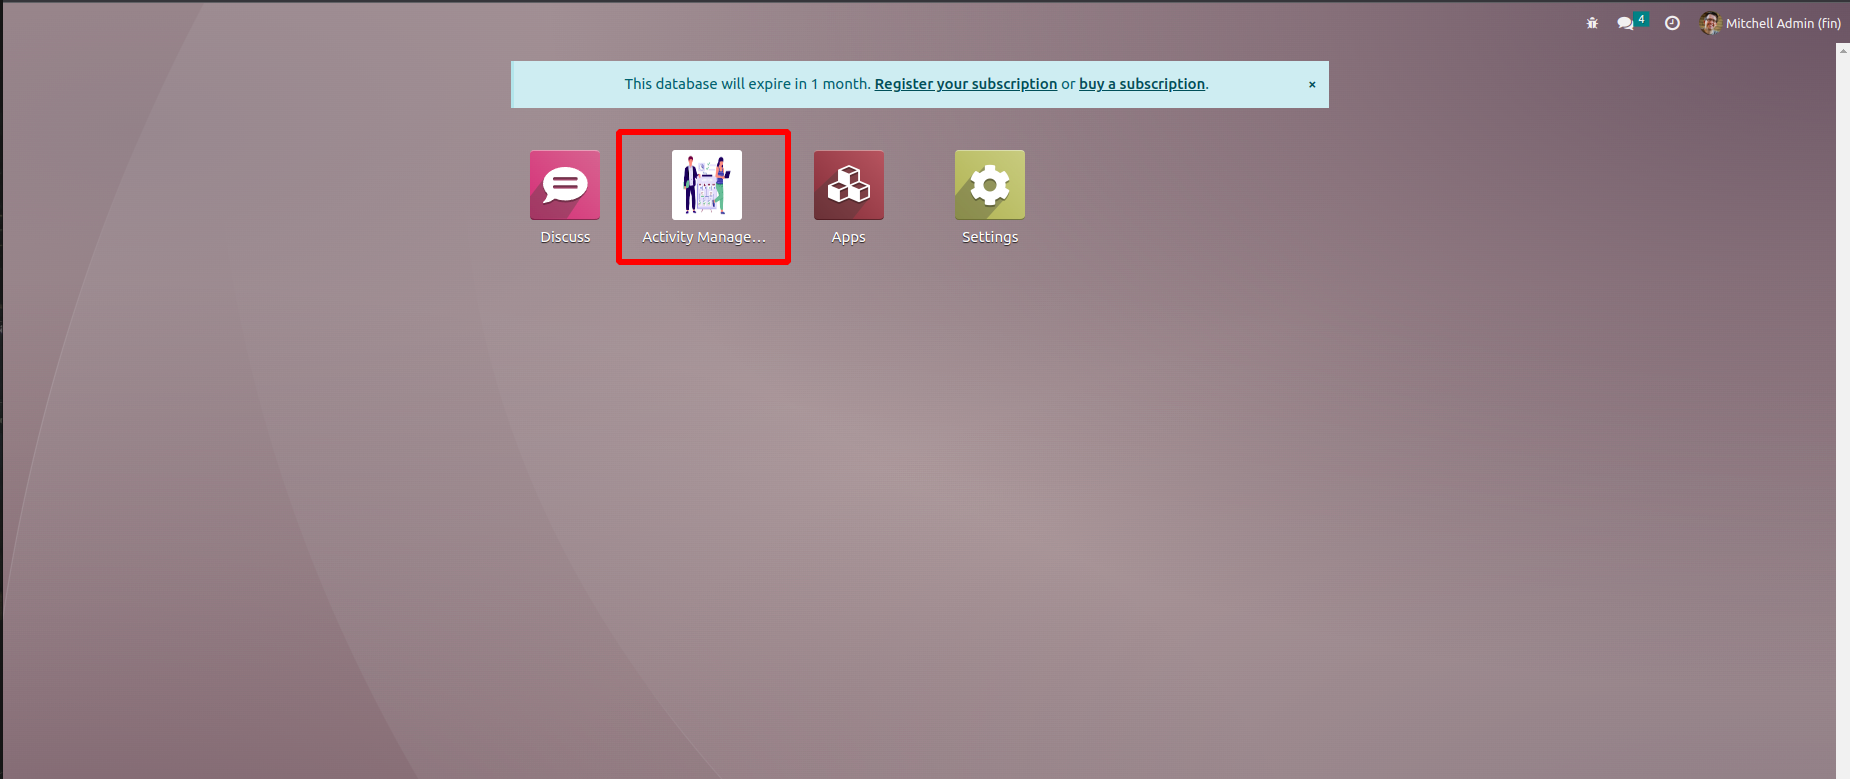 4
Mitchell Admin (fin)
This database will expire in 1 month. Register your subscription or buy a subscription.
×
Discuss
Activity Manage...
Apps
Settings